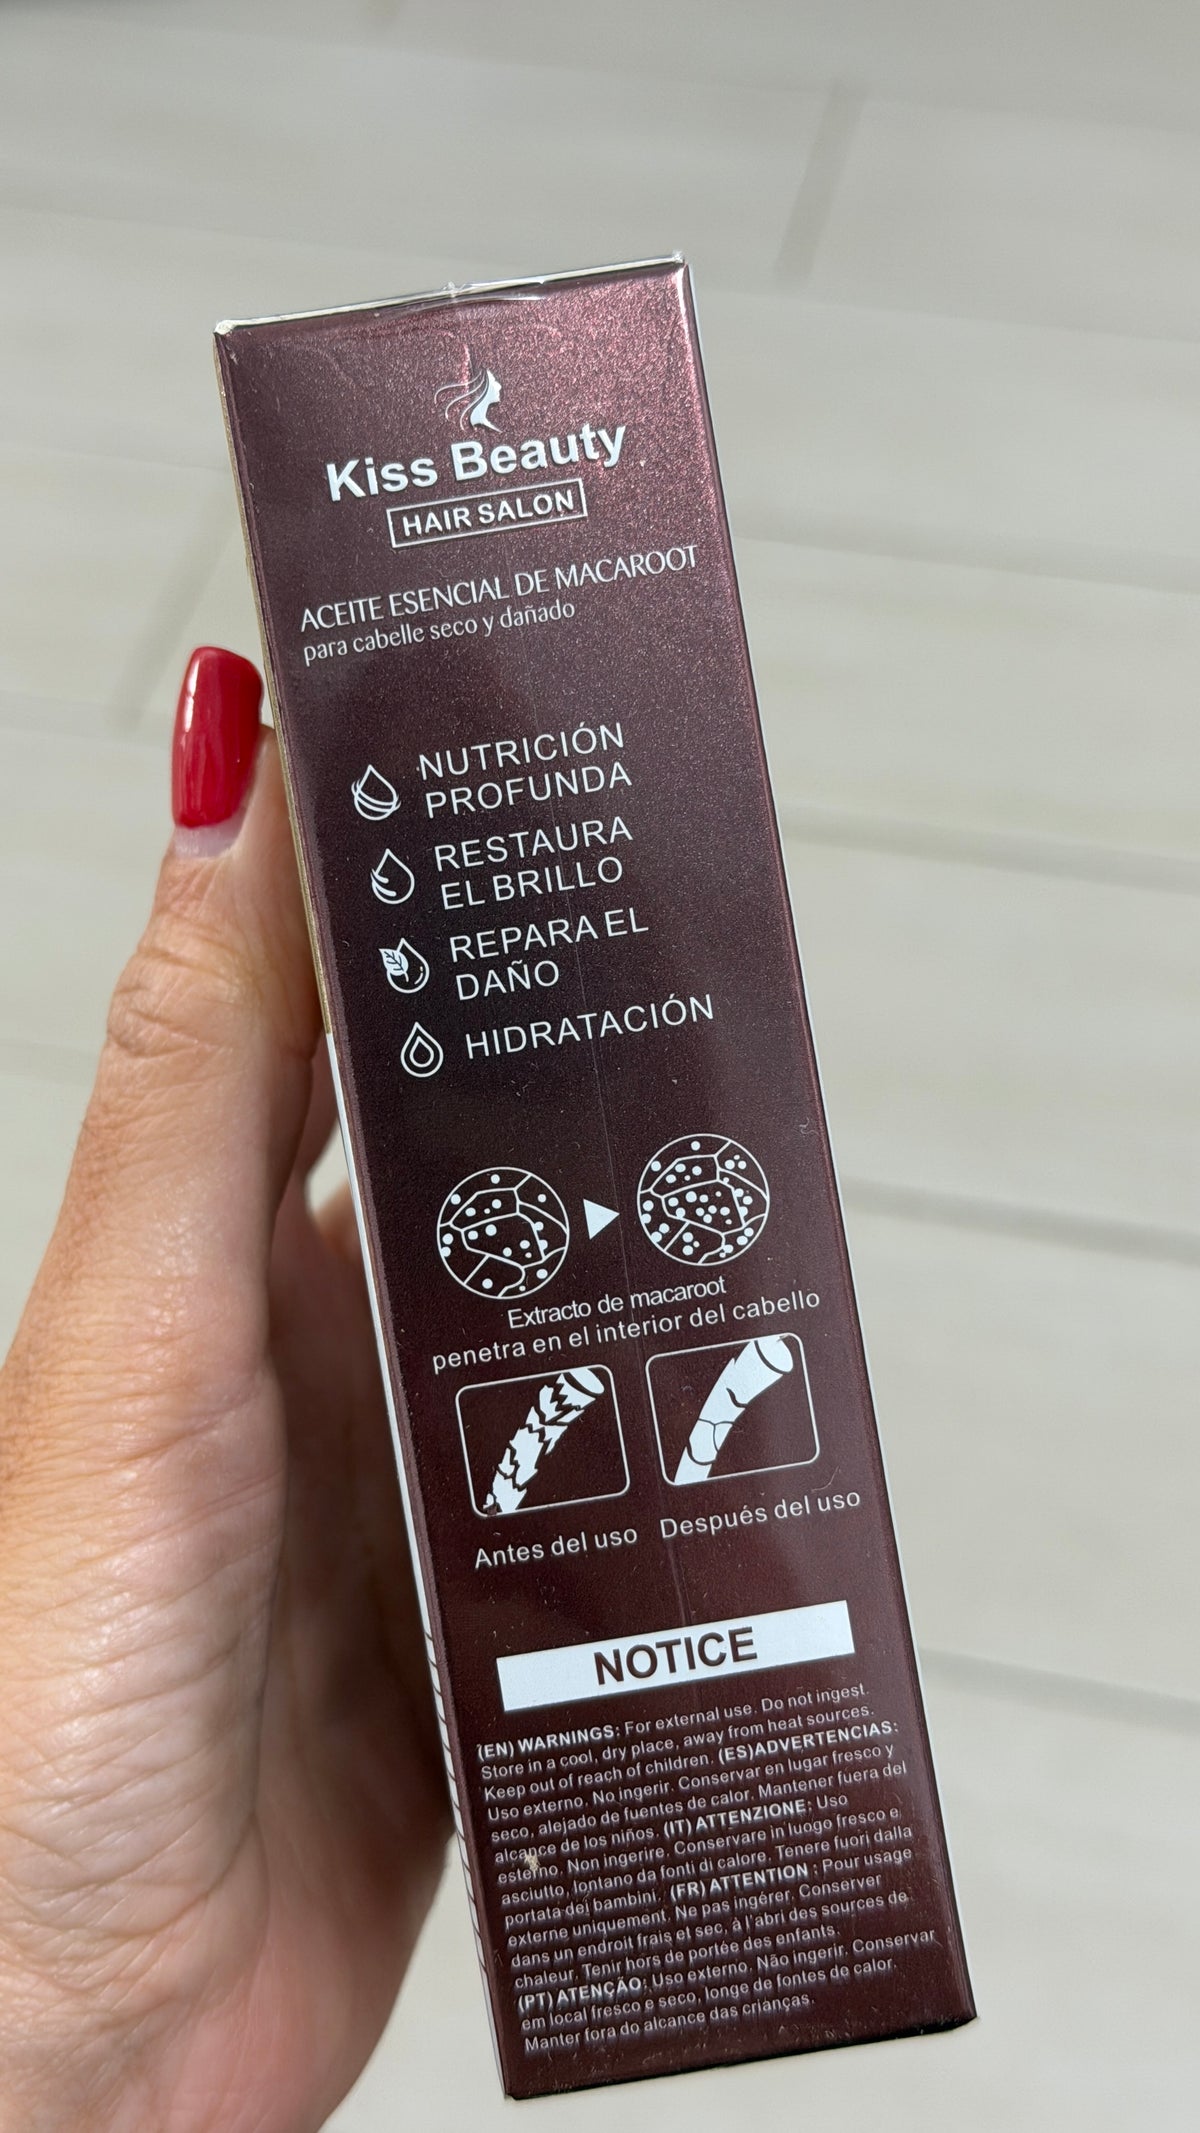 Kiss Beauty
HAIR SALON
ACEITE ESENCIAL DE MACAROOT
para cabelle seco y dañado
NUTRICIÓN
PROFUNDA
RESTAURA
EL BRILLO
REPARA EL
DAÑO
HIDRATACIÓN
Extracto de macaroot
penetra en el interior del cabello
Antes del uso
Después del uso
NOTICE
(EN) WARNINGS: For external use. Do not ingest.
Store in a cool, dry place, away from heat sources.
Keep out of reach of children. (ES)ADVERTENCIAS:
Uso externo. No ingerir. Conservar en lugar fresco y
seco, alejado de fuentes de calor. Mantener fuera del
alcance de los niños. (IT) ATTENZIONE: Uso
esterno. Non ingerire. Conservare in luogo fresco e
asciutto, lontano da fonti di calore. Tenere fuori dalla
portata dei bambini. (FR) ATTENTION : Pour usage
externe uniquement. Ne pas ingérer. Conserver
dans un endroit frais et sec, à l'abri des sources de
chaleur. Tenir hors de portée des enfants.
(PT) ATENÇÃO: Uso externo. Não ingerir. Conservar
em local fresco e seco, longe de fontes de calor.
Manter fora do alcance das crianças.